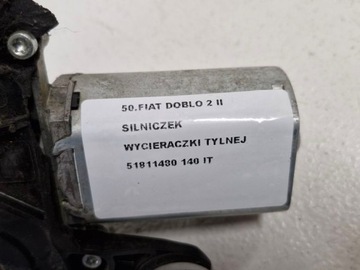 50.FIAT DOBLO 2 II
SILNICZEK
WYCIERACZKI TYLNEJ
51811480 140 IT